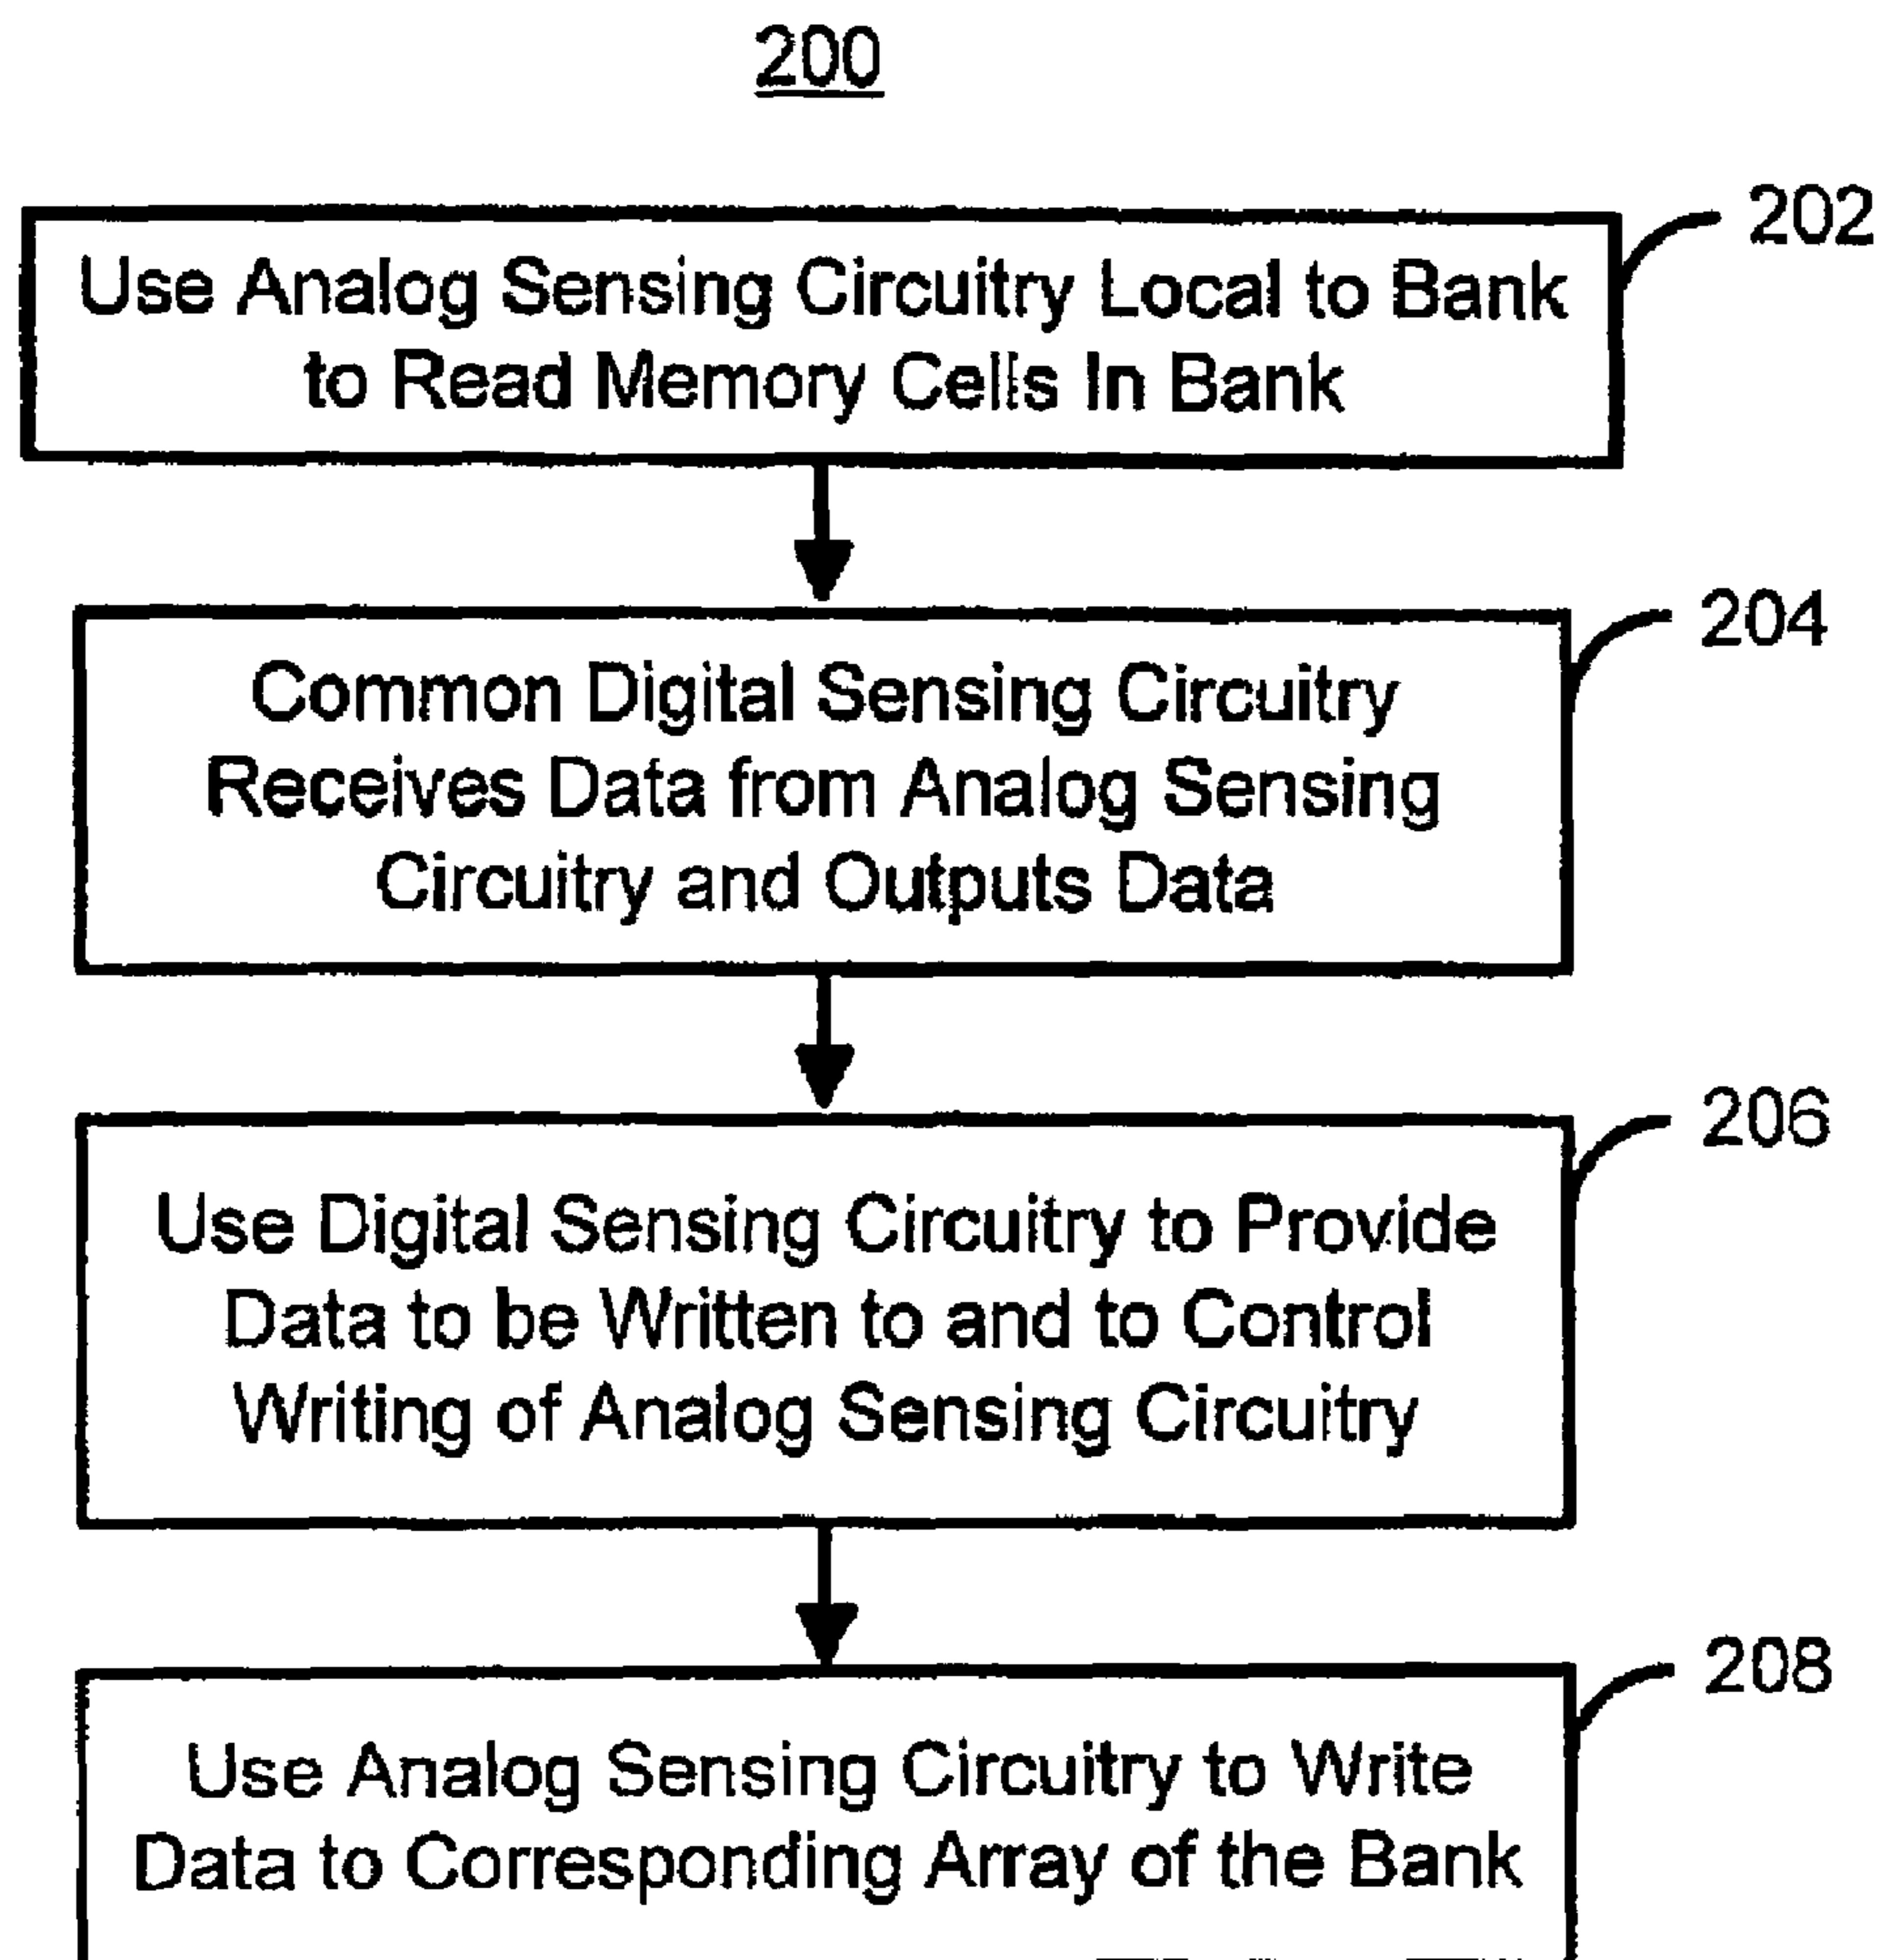 200
202
Use Analog Sensing Circuitry Local to Bank
to Read Memory Cells In Bank
204
Common Digital Sensing Circuitry
Receives Data from Analog Sensing
Circuitry and Outputs Data
206
Use Digital Sensing Circuitry to Provide
Data to be Written to and to Control
Writing of Analog Sensing Circuitry
208
Use Analog Sensing Circuitry to Write
Data to Corresponding Array of the Bank